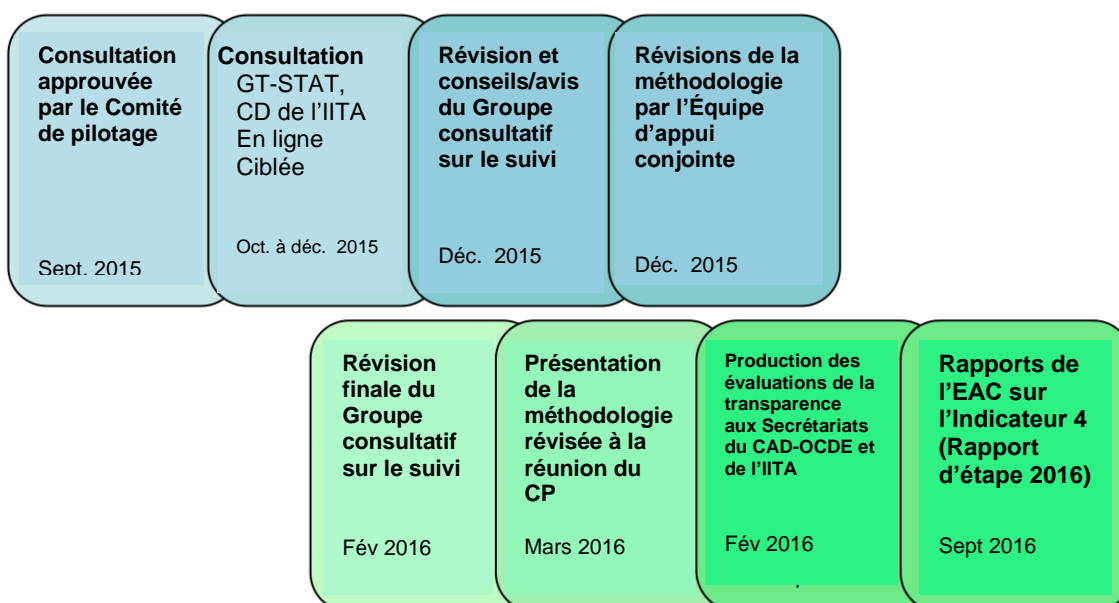 Consultation
approuvée
par le Comité
de pilotage
Sept. 2015
Consultation
GT-STAT,
CD de l'IITA
En ligne
Ciblée
Oct. à déc. 2015
Révision et
conseils/avis
du Groupe
consultatif
sur le suivi
Déc. 2015
Révisions de la
méthodologie
par l'Équipe
d'appui
conjointe
Déc. 2015
Révision
finale du
Groupe
consultatif
sur le suivi
Fév 2016
Présentation
de la
méthodologie
révisée à la
réunion du
CP
Mars 2016
Production des
évaluations de la
transparence
aux Secrétariats
du CAD-OCDE et
de l'IITA
Fév 2016
Rapports de
l'EAC sur
l'Indicateur 4
(Rapport
d'étape 2016)
Sept 2016